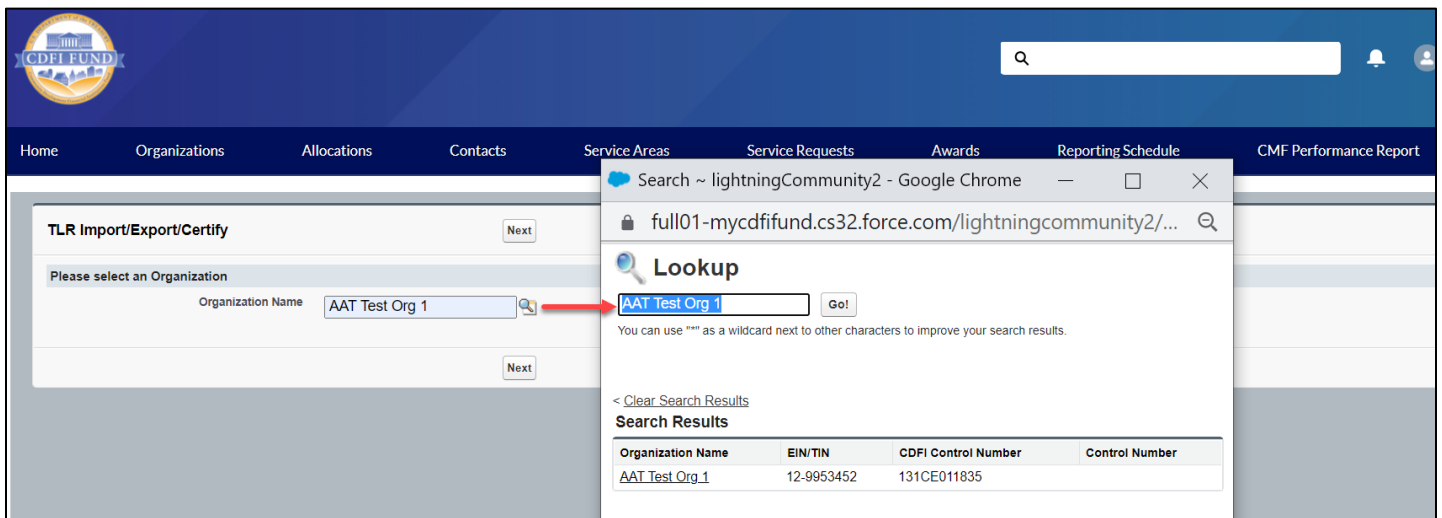 CDFI FUND
Home Organizations Allocations Contacts Service Areas Service Requests Awards Reporting Schedule CMF Performance Report
TLR Import/Export/Certify
Next
Please select an Organization
Organization Name AAT Test Org 1
Next
Search ~ lightningCommunity2 - Google Chrome
full01-mycdfifund.cs32.force.com/lightningcommunity2/...
Lookup
AAT Test Org 1 Go!
You can use "*" as a wildcard next to other characters to improve your search results.
< Clear Search Results
Search Results
Organization Name EIN/TIN CDFI Control Number Control Number
AAT Test Org 1 12-9953452 131CE011835